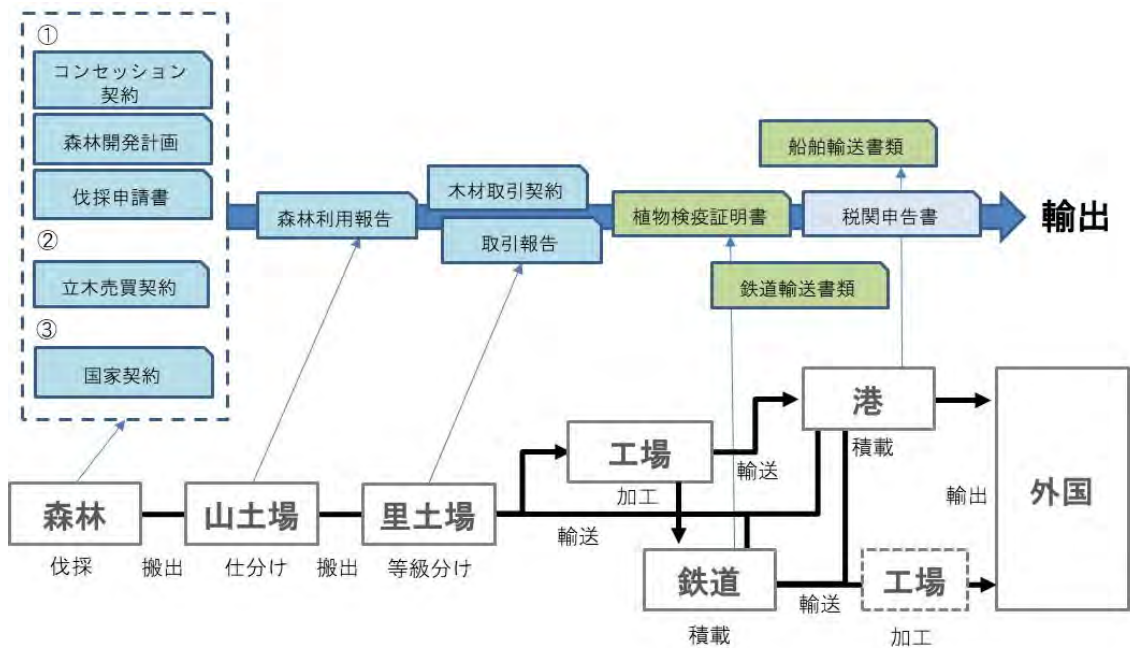 ①
コンセッション
契約
森林開発計画
伐採申請書
②
立木売買契約
③
国家契約
森林利用報告
木材取引契約
取引報告
植物検疫証明書
鉄道輸送書類
船舶輸送書類
税関申告書
輸出
森林
伐採
搬出
山土場
仕分け
搬出
里土場
等級分け
輸送
工場
加工
輸送
鉄道
積載
輸送
港
積載
工場
加工
輸出
外国